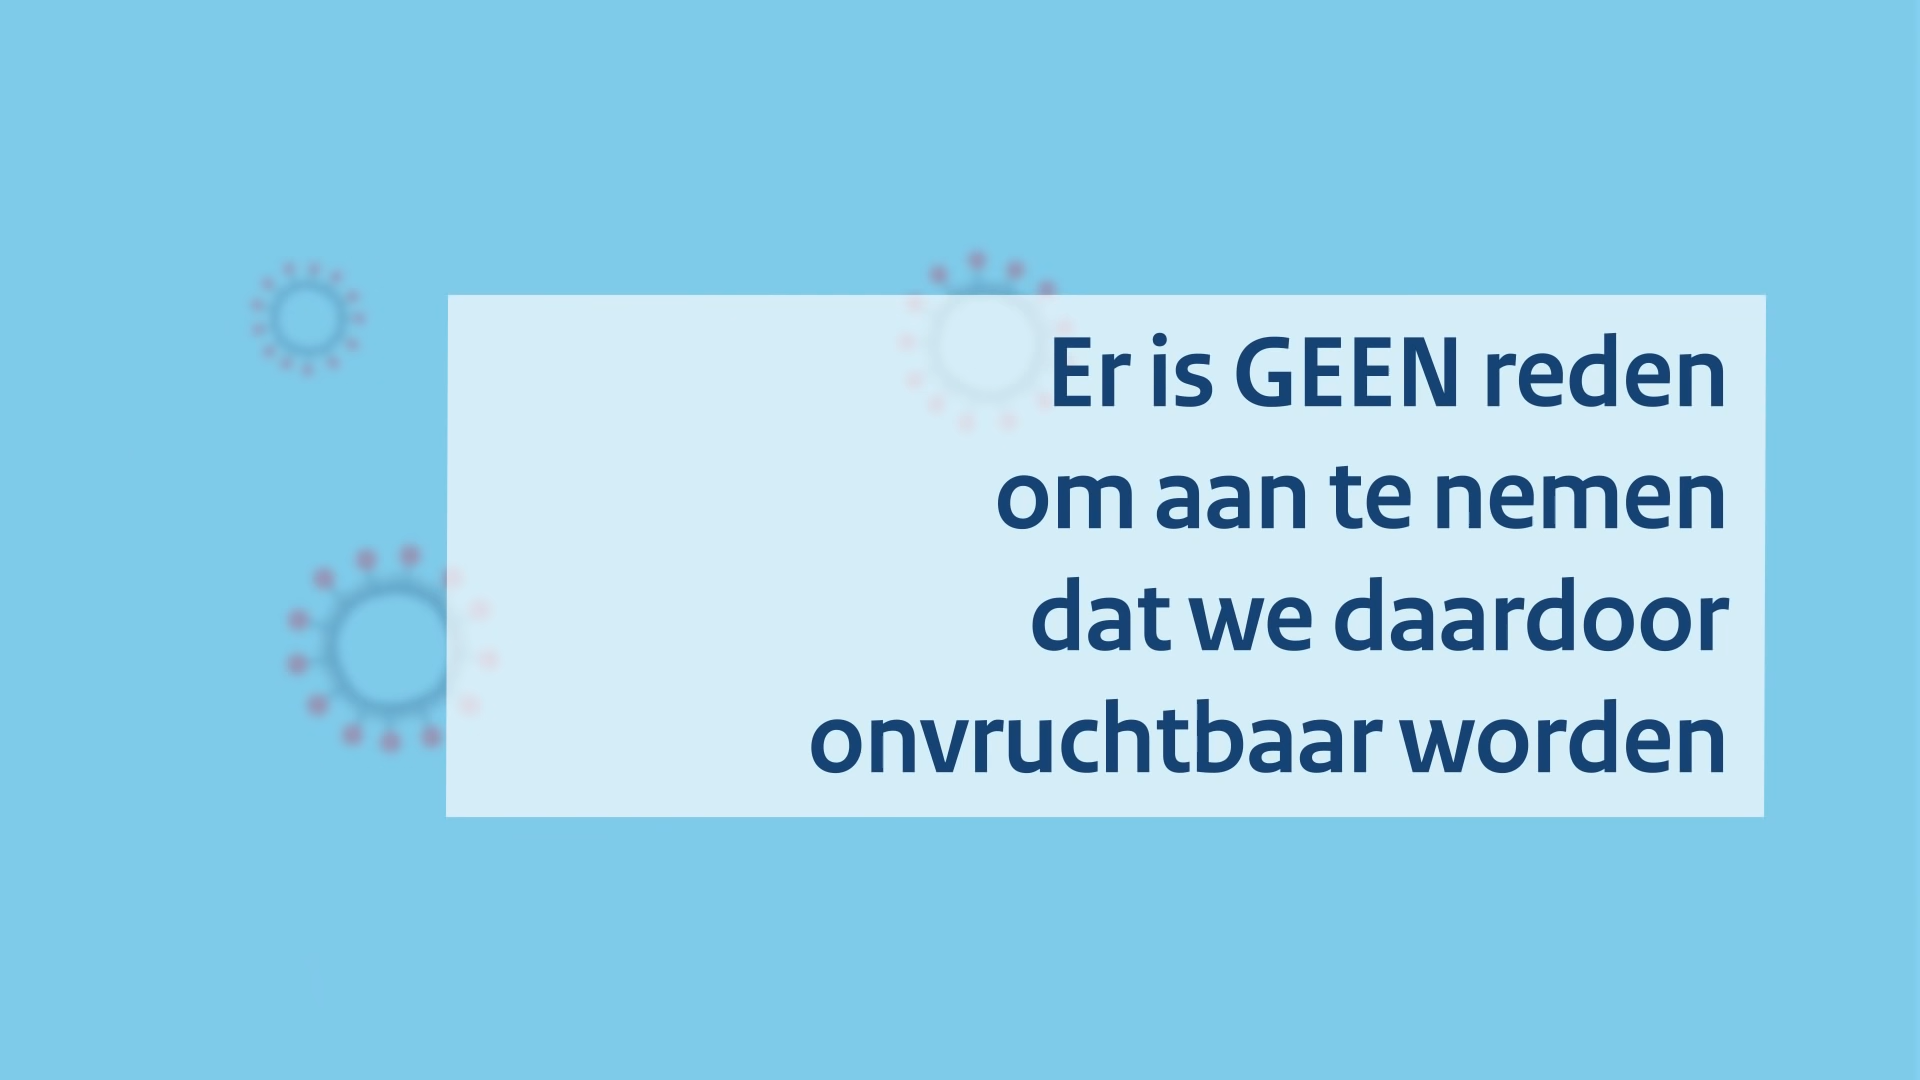 Er is GEEN reden
om aan te nemen
dat we daardoor
onvruchtbaar worden